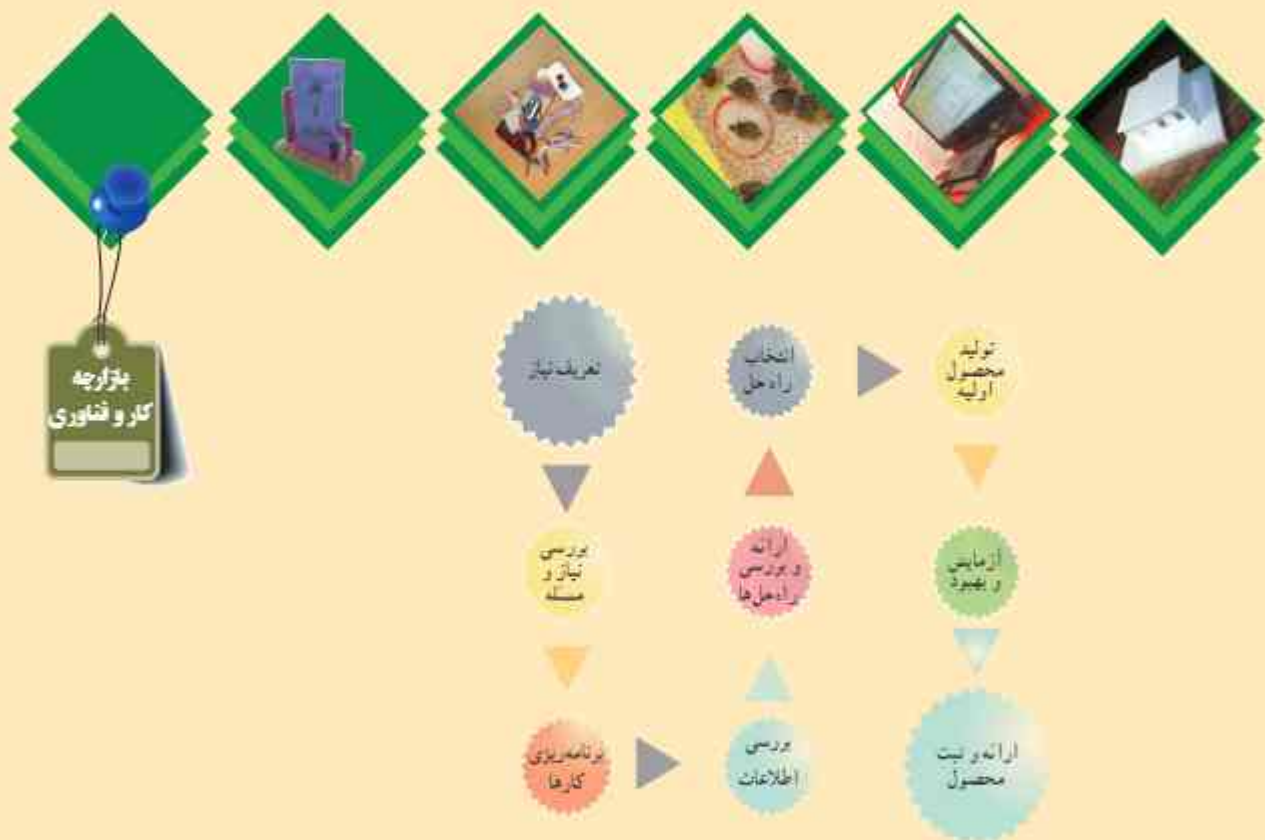 بازارچه
کار و فناوری
تعریف نیاز
بررسی
نیاز و
مسئله
برنامه‌ریزی
کارها
بررسی
اطلاعات
ارائه
و بررسی
راه‌حل‌ها
انتخاب
راه‌حل
تولید
محصول
اولیه
آزمایش
و بهبود
ارائه و ثبت
محصول